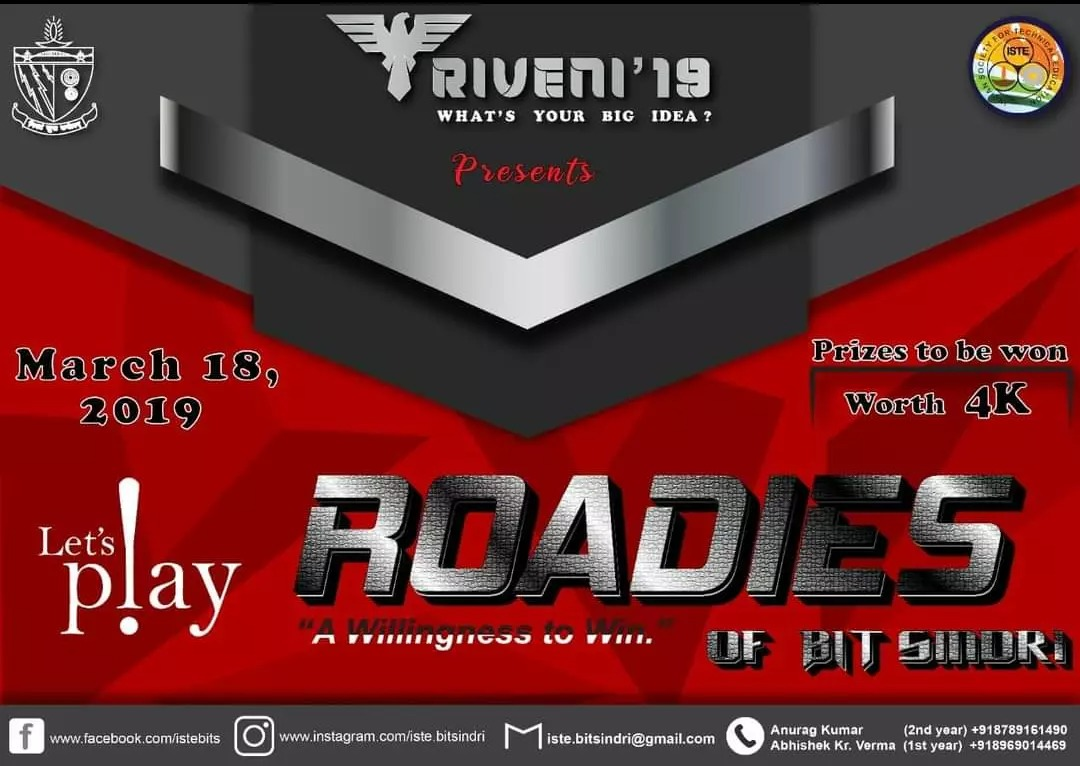 TRIVENI'19
WHAT'S YOUR BIG IDEA?
ISTE
Presents
March 18,
2019
Prizes to be won
Worth 4K
Let's
play
ROADIES
"A Willingness to Win."
OF BIT SINDRI
www.facebook.com/istebits
www.instagram.com/iste.bitsindri
iste.bitsindri@gmail.com
Anurag Kumar (2nd year) +918789161490
Abhishek Kr. Verma (1st year) +918969014469